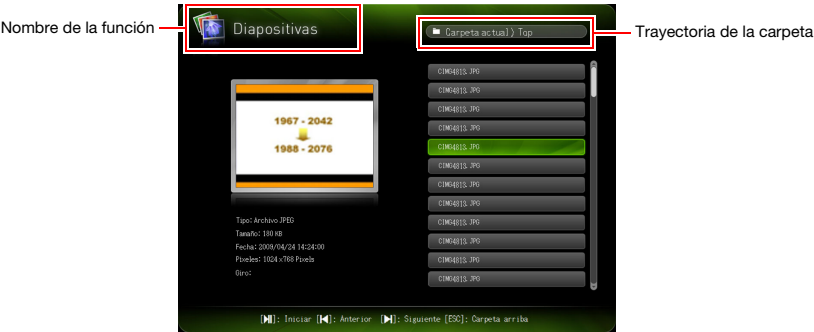 Nombre de la función
Diapositivas
Carpeta actual⟩ Top
Trayectoria de la carpeta
1967 - 2042
1988 - 2076
CIMG4813.JPG
CIMG4813.JPG
CIMG4813.JPG
CIMG4813.JPG
CIMG4813.JPG
CIMG4813.JPG
CIMG4813.JPG
CIMG4813.JPG
CIMG4813.JPG
CIMG4813.JPG
CIMG4813.JPG
CIMG4813.JPG
Tipo: Archivo JPEG
Tamaño: 180 KB
Fecha: 2009/04/24 14:24:00
Pixeles: 1024 x 768 Pixels
Giro:
[⏯]: Iniciar [⏮]: Anterior [⏭]: Siguiente [ESC]: Carpeta arriba